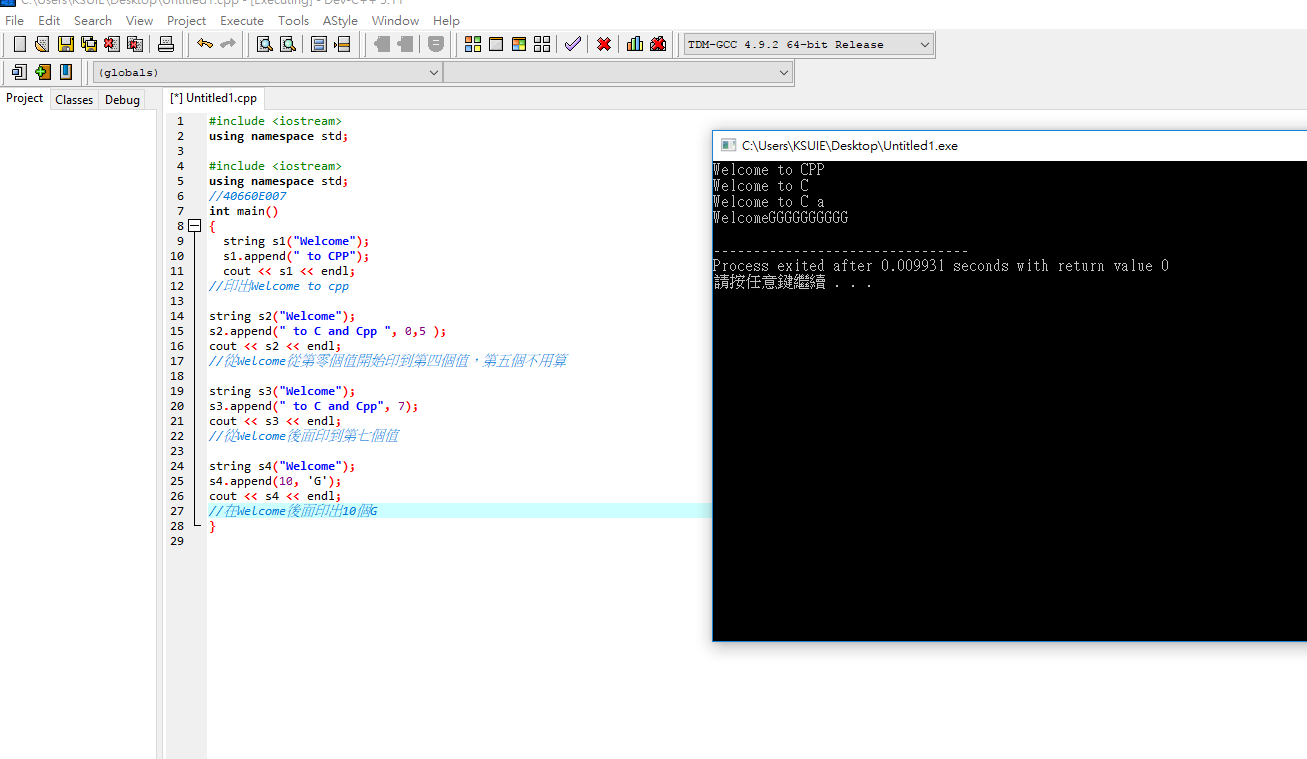 C:\Users\KSUIE\Desktop\Untitled1.cpp - [Executing] - Dev-C++ 5.11
File Edit Search View Project Execute Tools AStyle Window Help
TDM-GCC 4.9.2 64-bit Release
(globals)
Project Classes Debug [*] Untitled1.cpp
1 #include <iostream>
2 using namespace std;
3
4 #include <iostream>
5 using namespace std;
6 //40660E007
7 int main()
8 {
9 string s1("Welcome");
10 s1.append(" to CPP");
11 cout << s1 << endl;
12 //印出Welcome to cpp
13
14 string s2("Welcome");
15 s2.append(" to C and Cpp ", 0,5 );
16 cout << s2 << endl;
17 //從Welcome從第零個值開始印到第四個值，第五個不用算
18
19 string s3("Welcome");
20 s3.append(" to C and Cpp", 7);
21 cout << s3 << endl;
22 //從Welcome後面印到第七個值
23
24 string s4("Welcome");
25 s4.append(10, 'G');
26 cout << s4 << endl;
27 //在Welcome後面印出10個G
28 }
29
C:\Users\KSUIE\Desktop\Untitled1.exe
Welcome to CPP
Welcome to C
Welcome to C a
WelcomeGGGGGGGGGG
--------------------------------
Process exited after 0.009931 seconds with return value 0
請按任意鍵繼續 . . .